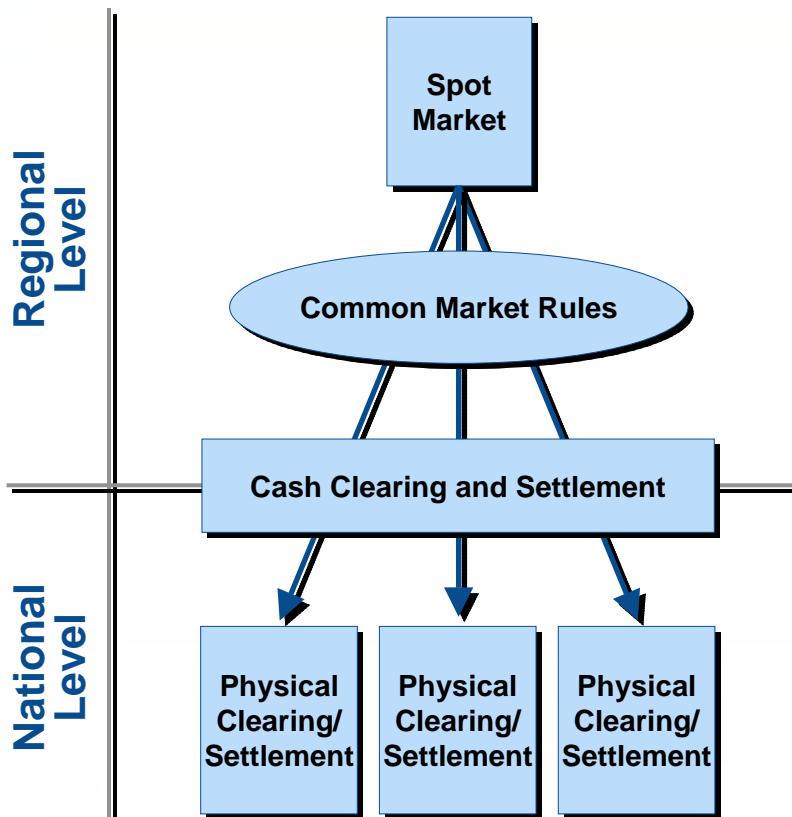 Regional
Level
Spot
Market
Common Market Rules
Cash Clearing and Settlement
National
Level
Physical
Clearing/
Settlement
Physical
Clearing/
Settlement
Physical
Clearing/
Settlement